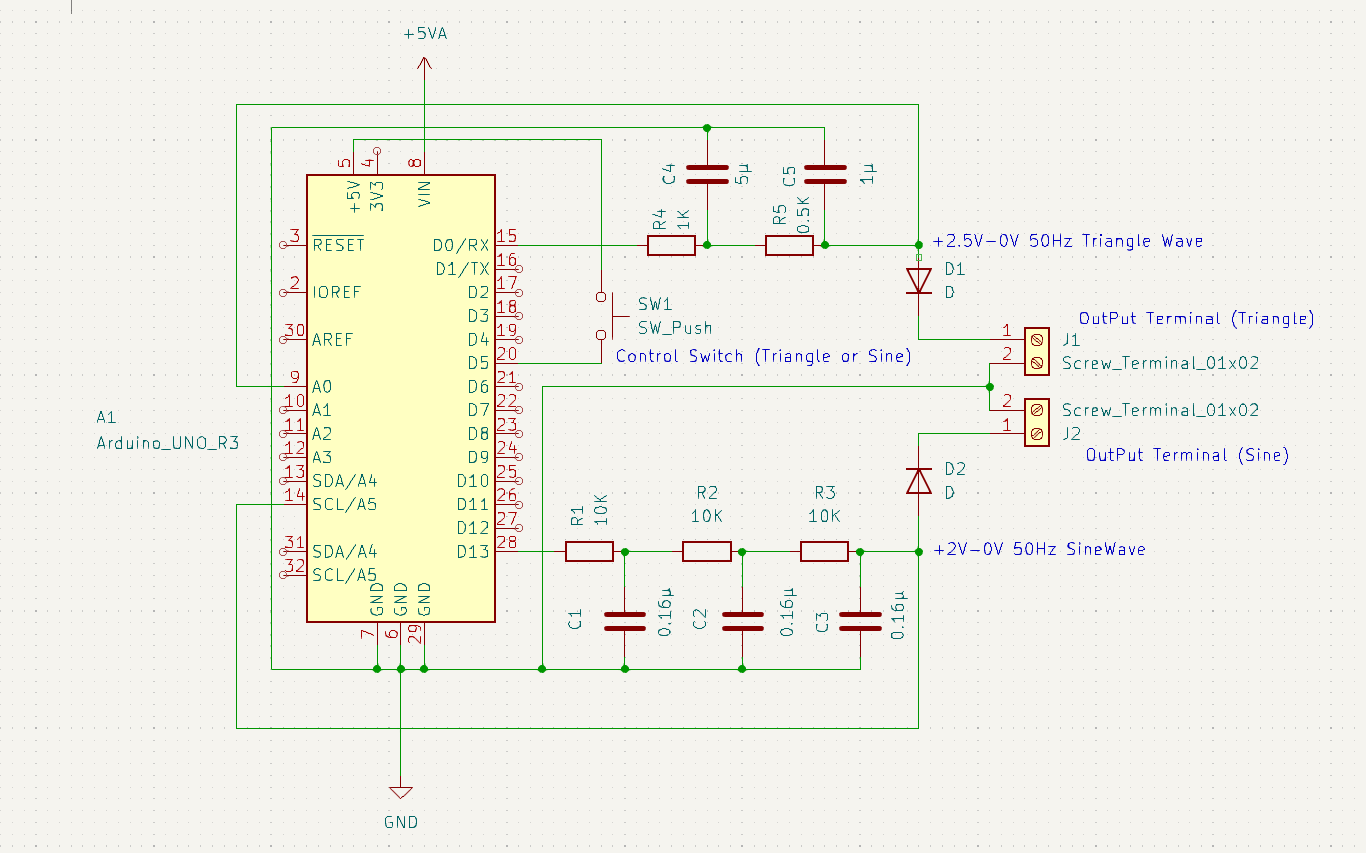 +5VA
5
4
8
+5V
3V3
VIN
C4
5µ
C5
1µ
R4
1K
R5
0.5K
3
RESET
D0/RX
15
+2.5V-0V 50Hz Triangle Wave
D1/TX
16
D1
D
2
IOREF
D2
17
SW1
SW_Push
D3
18
OutPut Terminal (Triangle)
30
AREF
D4
19
1
J1
D5
20
Control Switch (Triangle or Sine)
2
Screw_Terminal_01x02
9
A0
D6
21
10
A1
D7
22
2
Screw_Terminal_01x02
A1
Arduino_UNO_R3
11
A2
D8
23
1
J2
12
A3
D9
24
OutPut Terminal (Sine)
13
SDA/A4
D10
25
D2
D
14
SCL/A5
D11
26
R1
10K
R2
10K
R3
10K
D12
27
31
SDA/A4
D13
28
+2V-0V 50Hz SineWave
32
SCL/A5
GND
GND
GND
7
6
29
C1
0.16µ
C2
0.16µ
C3
0.16µ
GND